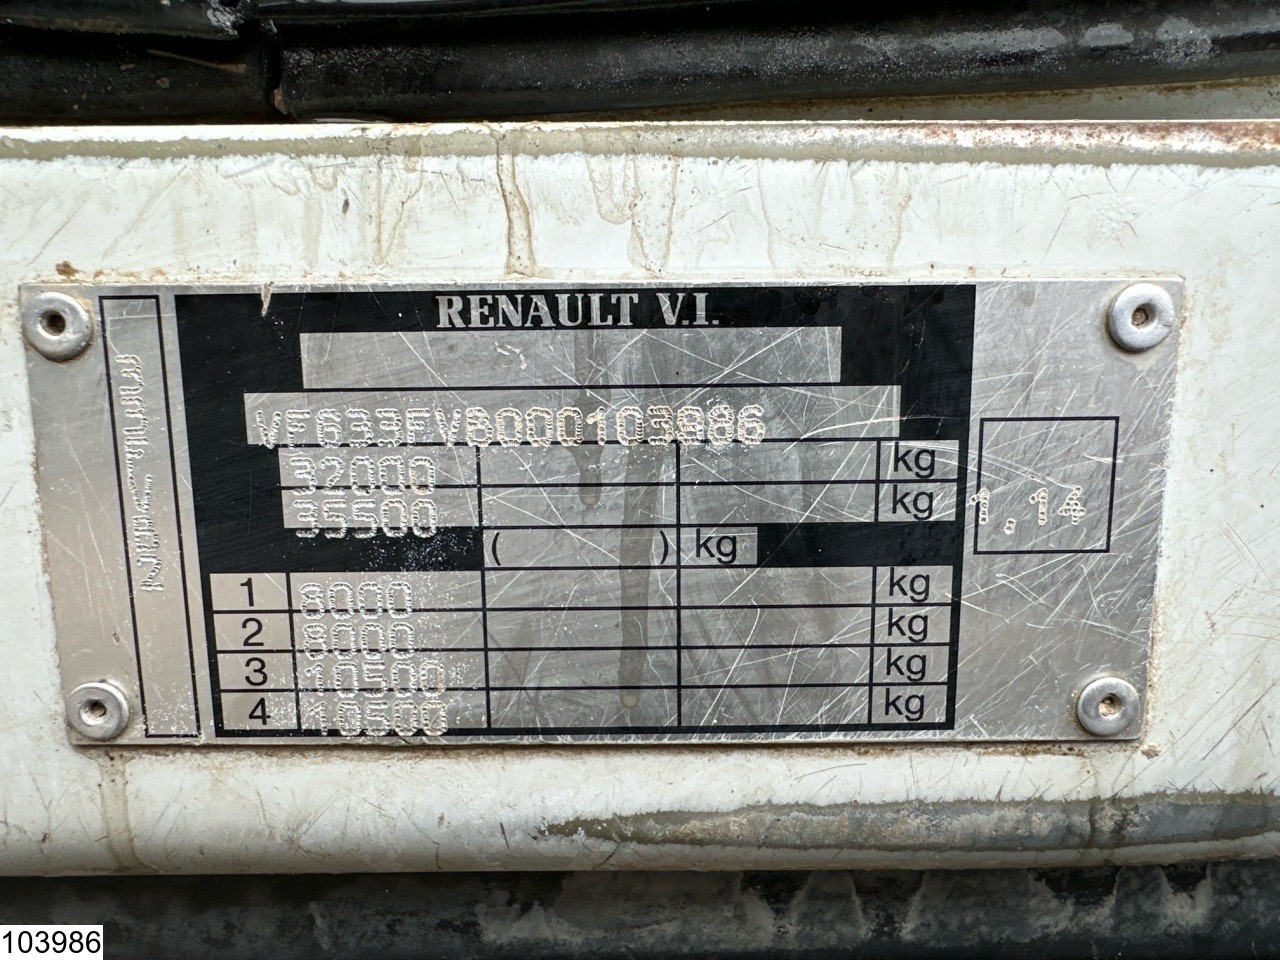 RENAULT V.I.
VF633FVB000103986
32000 kg
35500 kg
( ) kg
1 8000 kg
2 8000 kg
3 10500 kg
4 10500 kg
1.14
103986